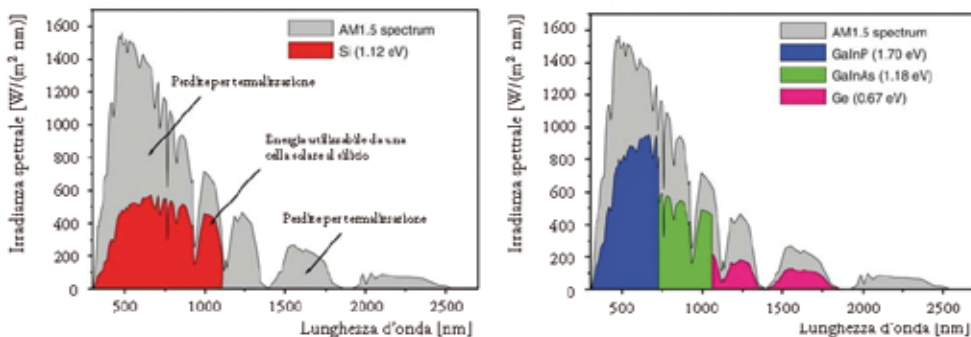 Irradianza spettrale [W/(m² nm)]
1600
1400
1200
1000
800
600
400
200
0
AM1.5 spectrum
Si (1.12 eV)
Perdite per termalizzazione
Energia utilizzabile da una
cella solare al silicio
Perdite per termalizzazione
500
1000
1500
2000
2500
Lunghezza d'onda [nm]
Irradianza spettrale [W/(m² nm)]
1600
1400
1200
1000
800
600
400
200
0
AM1.5 spectrum
GaInP (1.70 eV)
GaInAs (1.18 eV)
Ge (0.67 eV)
500
1000
1500
2000
2500
Lunghezza d'onda [nm]